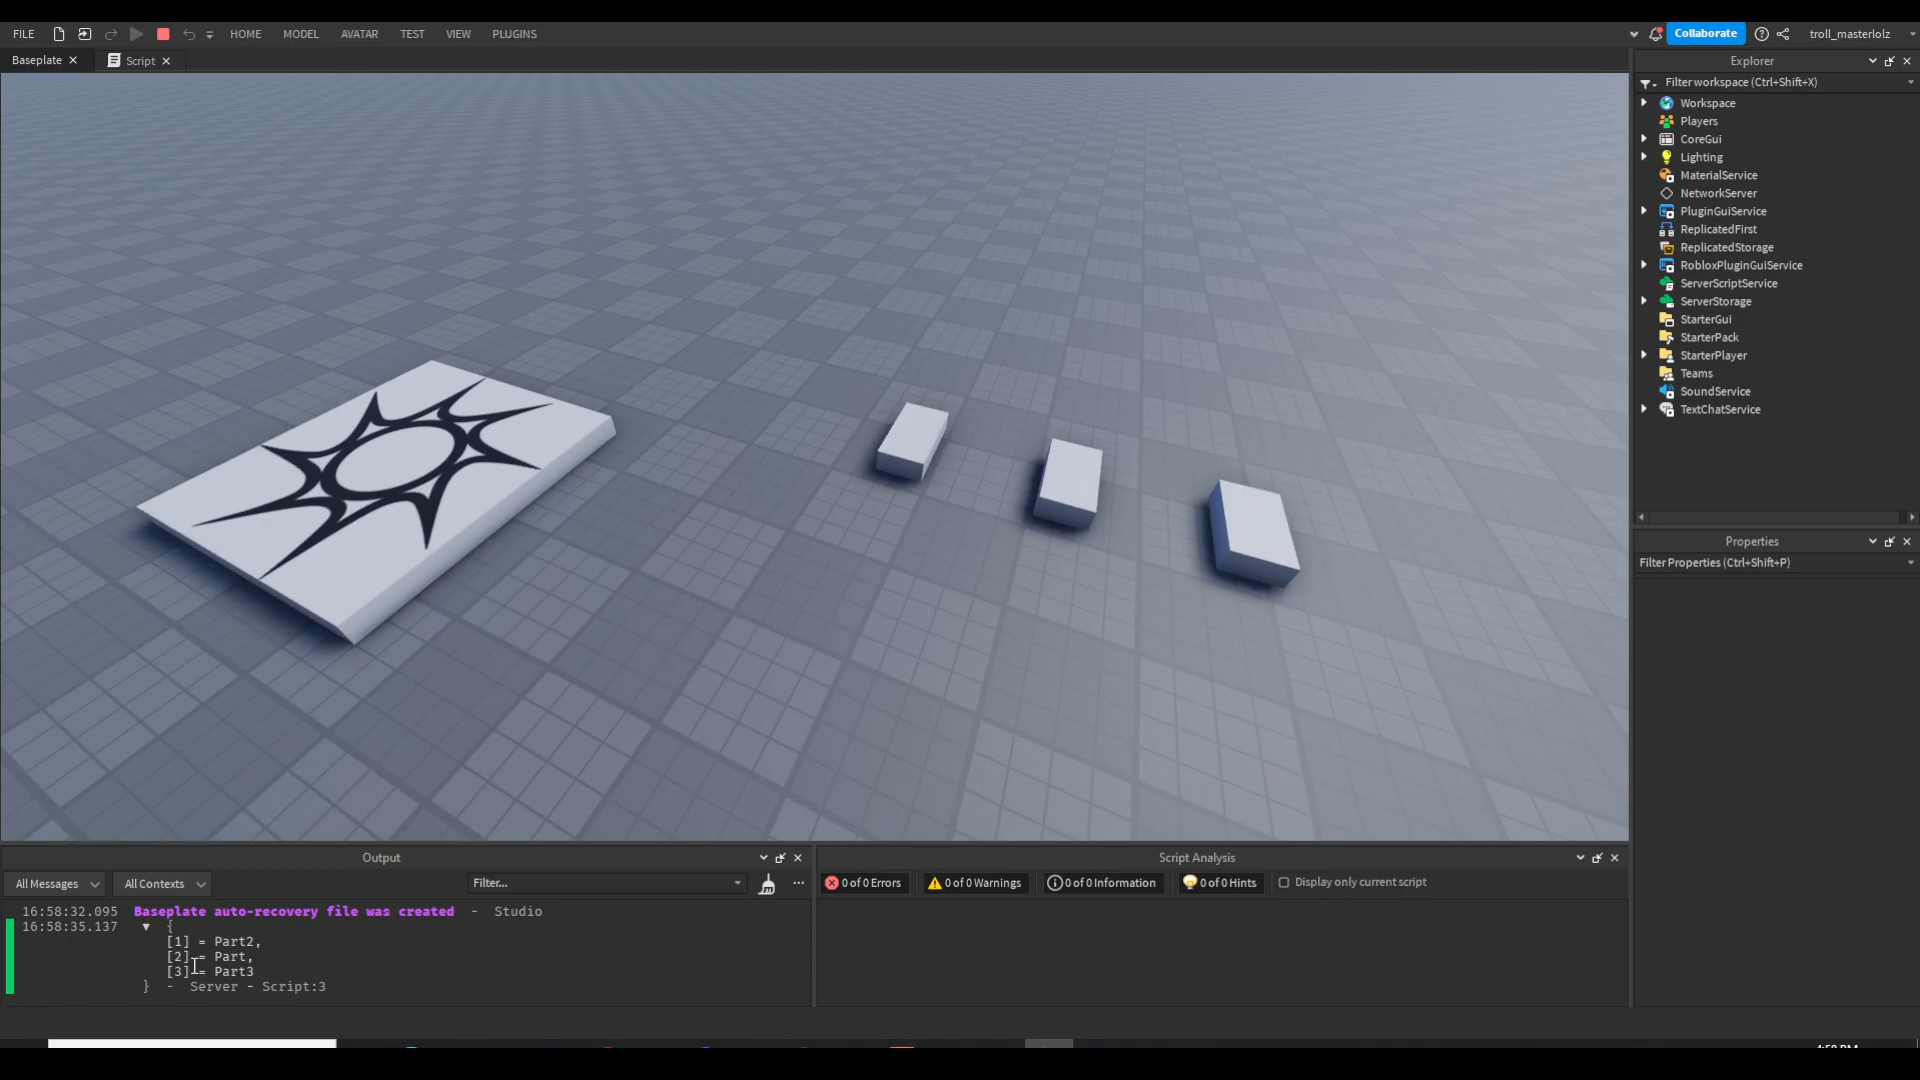 FILE HOME MODEL AVATAR TEST VIEW PLUGINS Collaborate troll_masterlolz
Baseplate Script
Explorer
Filter workspace (Ctrl+Shift+X)
Workspace
Players
CoreGui
Lighting
MaterialService
NetworkServer
PluginGuiService
ReplicatedFirst
ReplicatedStorage
RobloxPluginGuiService
ServerScriptService
ServerStorage
StarterGui
StarterPack
StarterPlayer
Teams
SoundService
TextChatService
Properties
Filter Properties (Ctrl+Shift+P)
Output
All Messages All Contexts Filter...
16:58:32.095 Baseplate auto-recovery file was created - Studio
16:58:35.137 ▼ {
[1] = Part2,
[2] = Part,
[3] = Part3
} - Server - Script:3
Script Analysis
0 of 0 Errors 0 of 0 Warnings 0 of 0 Information 0 of 0 Hints Display only current script